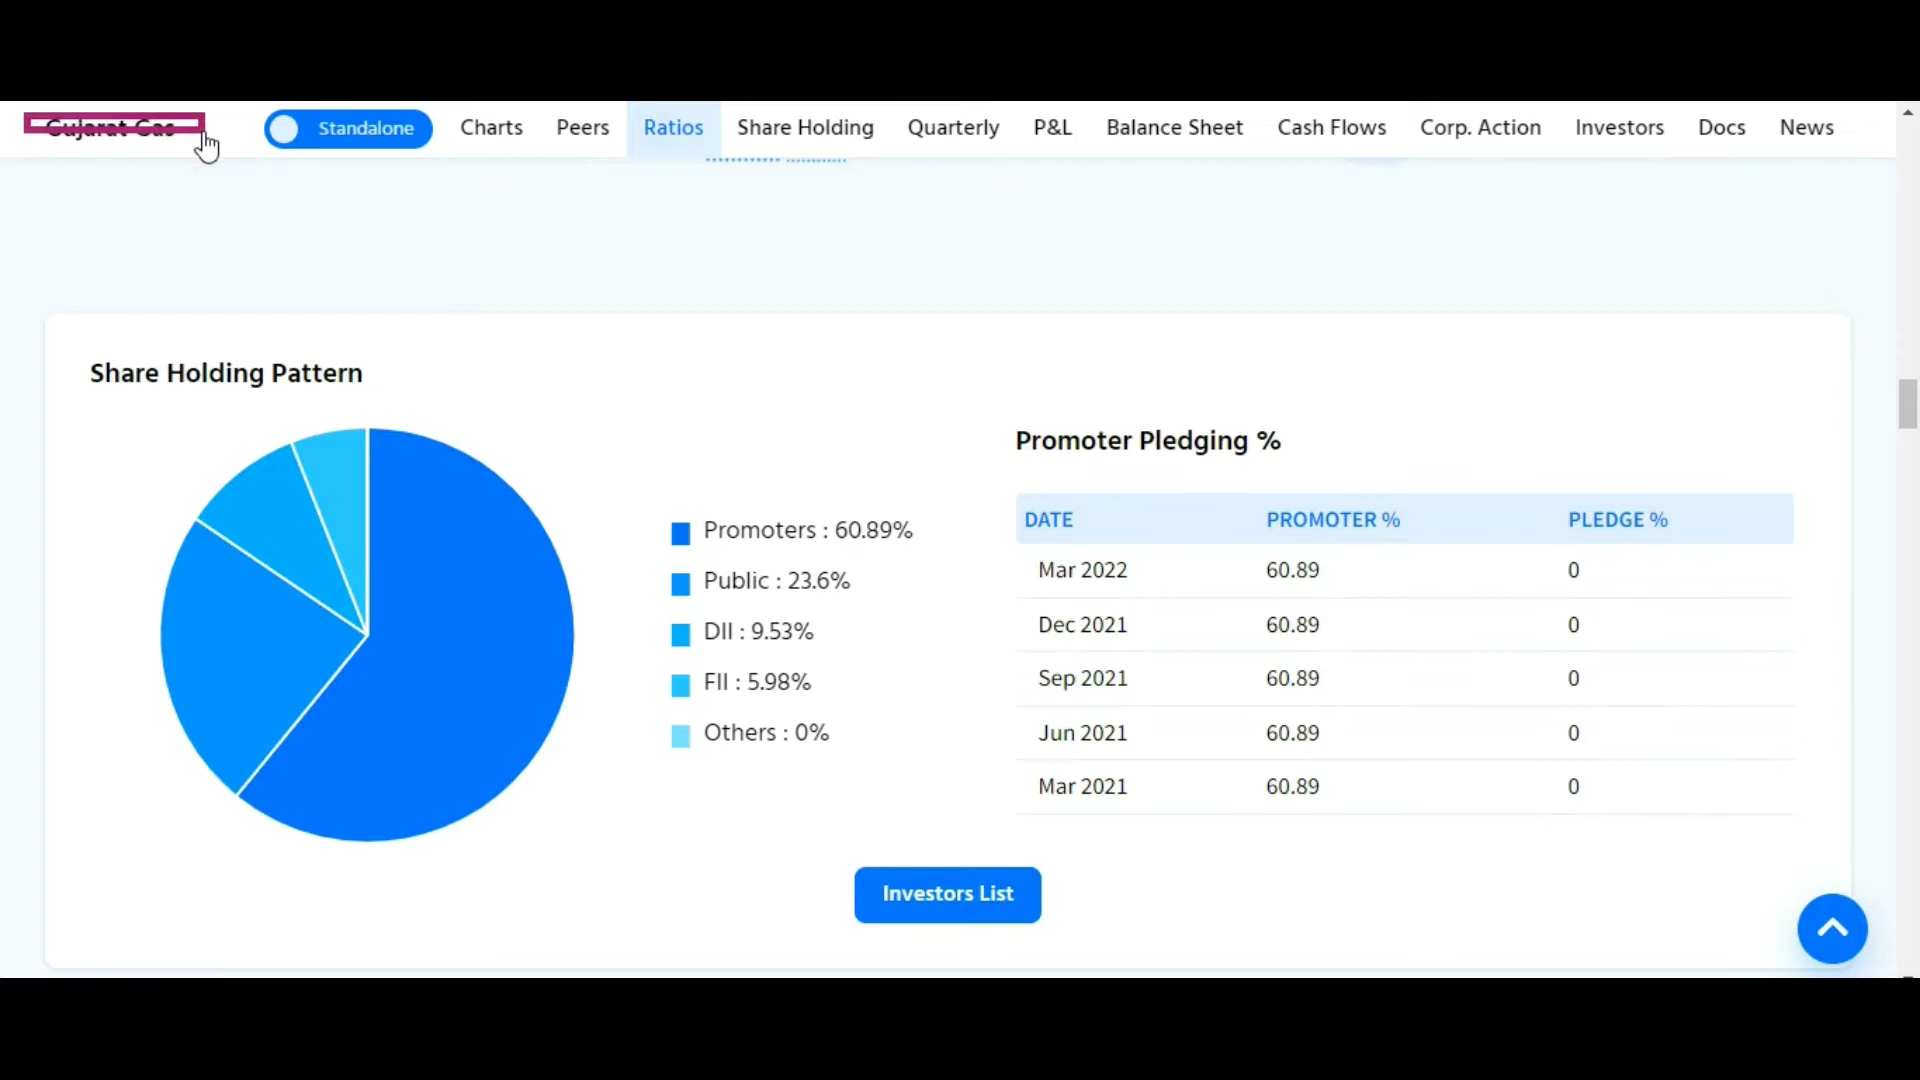 Gujarat Gas
Standalone Charts Peers Ratios Share Holding Quarterly P&L Balance Sheet Cash Flows Corp. Action Investors Docs News
Share Holding Pattern
Promoters : 60.89%
Public : 23.6%
DII : 9.53%
FII : 5.98%
Others : 0%
Promoter Pledging %
DATE PROMOTER % PLEDGE %
Mar 2022 60.89 0
Dec 2021 60.89 0
Sep 2021 60.89 0
Jun 2021 60.89 0
Mar 2021 60.89 0
Investors List